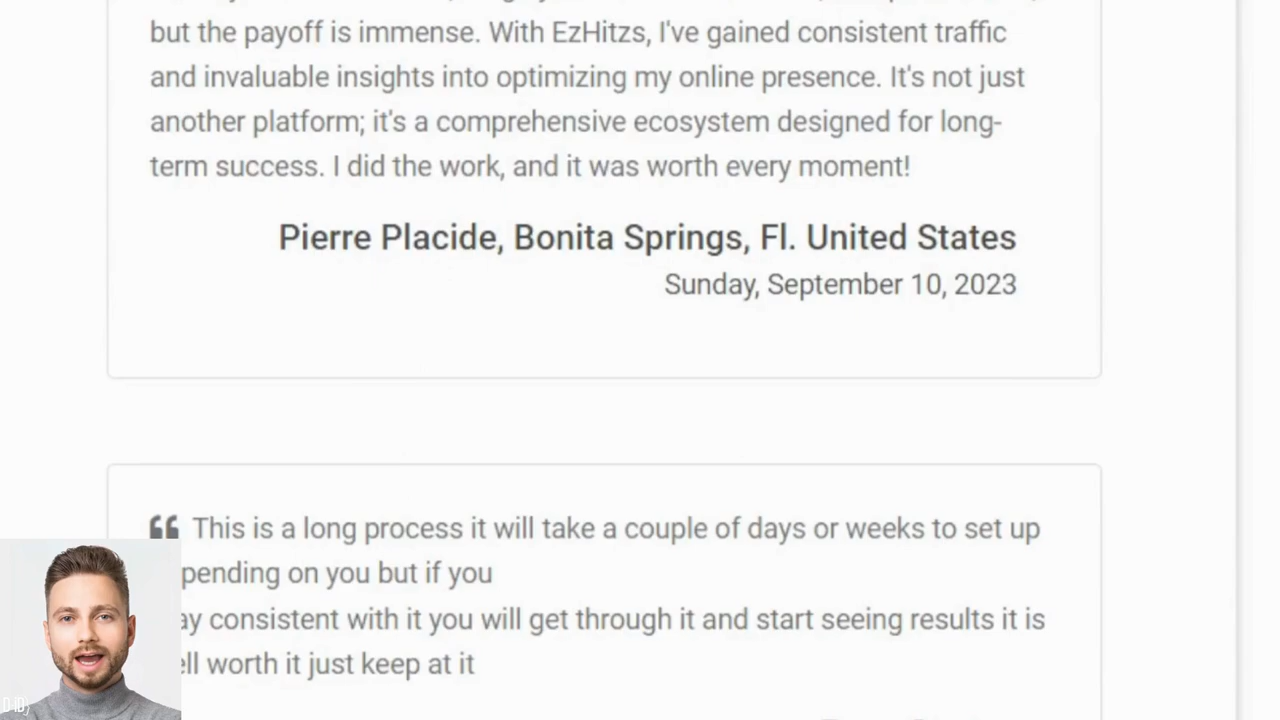 but the payoff is immense. With EzHitzs, I've gained consistent traffic
and invaluable insights into optimizing my online presence. It's not just
another platform; it's a comprehensive ecosystem designed for long-
term success. I did the work, and it was worth every moment!
Pierre Placide, Bonita Springs, Fl. United States
Sunday, September 10, 2023
❝ This is a long process it will take a couple of days or weeks to set up
pending on you but if you
ay consistent with it you will get through it and start seeing results it is
ell worth it just keep at it